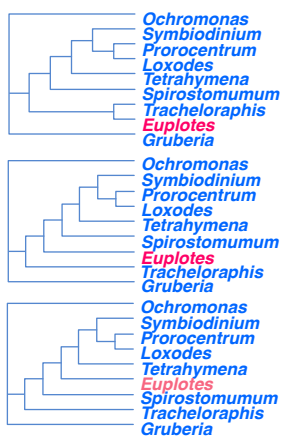 Ochromonas
Symbiodinium
Prorocentrum
Loxodes
Tetrahymena
Spirostomumum
Tracheloraphis
Euplotes
Gruberia
Ochromonas
Symbiodinium
Prorocentrum
Loxodes
Tetrahymena
Spirostomumum
Euplotes
Tracheloraphis
Gruberia
Ochromonas
Symbiodinium
Prorocentrum
Loxodes
Tetrahymena
Euplotes
Spirostomumum
Tracheloraphis
Gruberia